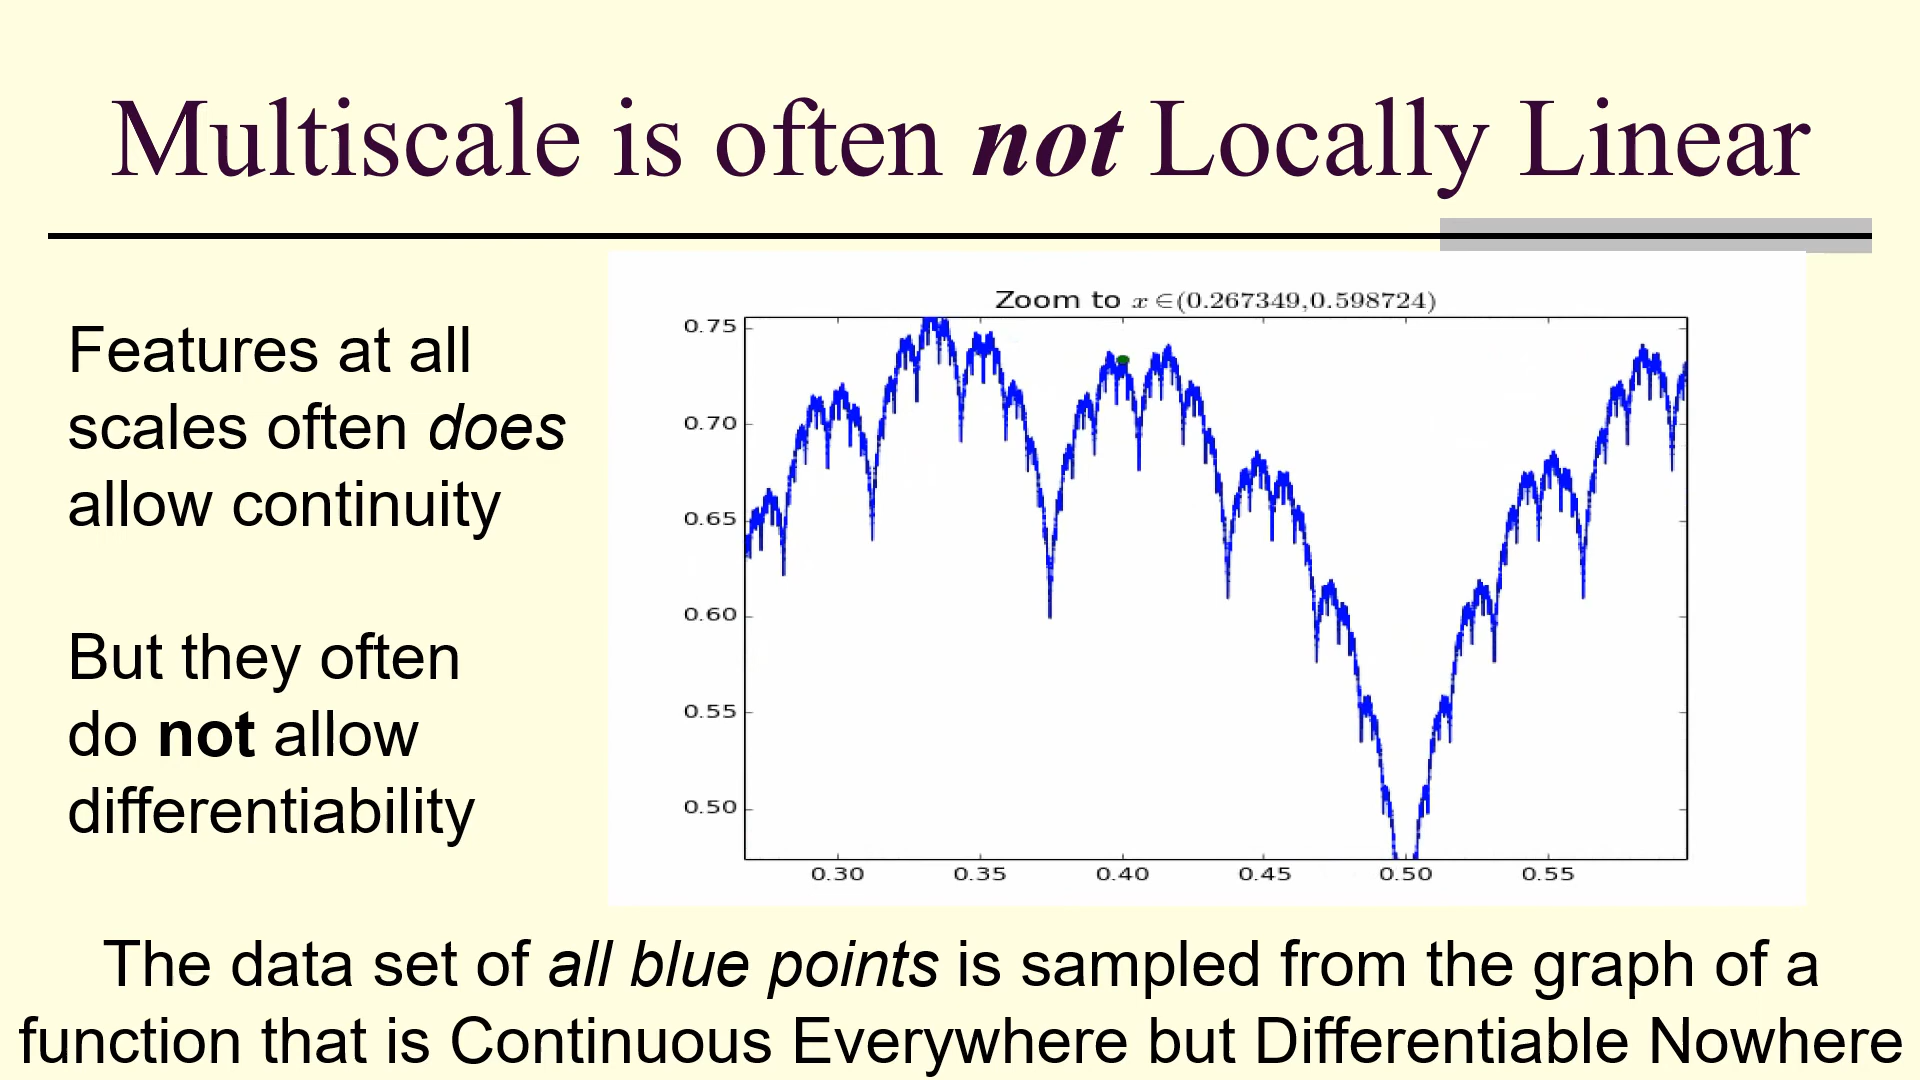 Multiscale is often not Locally Linear
Features at all
scales often does
allow continuity
But they often
do not allow
differentiability
Zoom to x ∈(0.267349,0.598724)
0.75
0.70
0.65
0.60
0.55
0.50
0.30 0.35 0.40 0.45 0.50 0.55
The data set of all blue points is sampled from the graph of a
function that is Continuous Everywhere but Differentiable Nowhere